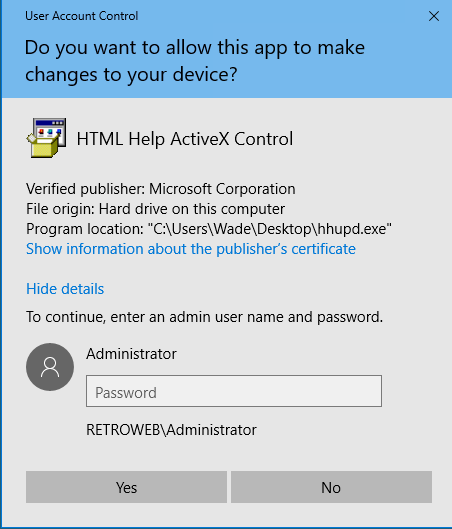 User Account Control
Do you want to allow this app to make
changes to your device?
HTML Help ActiveX Control
Verified publisher: Microsoft Corporation
File origin: Hard drive on this computer
Program location: "C:\Users\Wade\Desktop\hhupd.exe"
Show information about the publisher's certificate
Hide details
To continue, enter an admin user name and password.
Administrator
Password
RETROWEB\Administrator
Yes
No